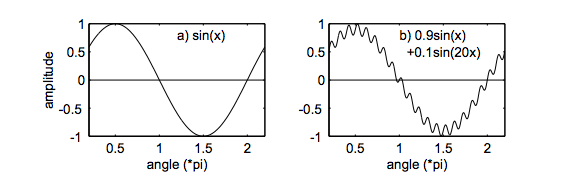 a) sin(x)
1
0.5
0
-0.5
-1
amplitude
0.5 1 1.5 2
angle (*pi)
b) 0.9sin(x)
+0.1sin(20x)
1
0.5
0
-0.5
-1
0.5 1 1.5 2
angle (*pi)